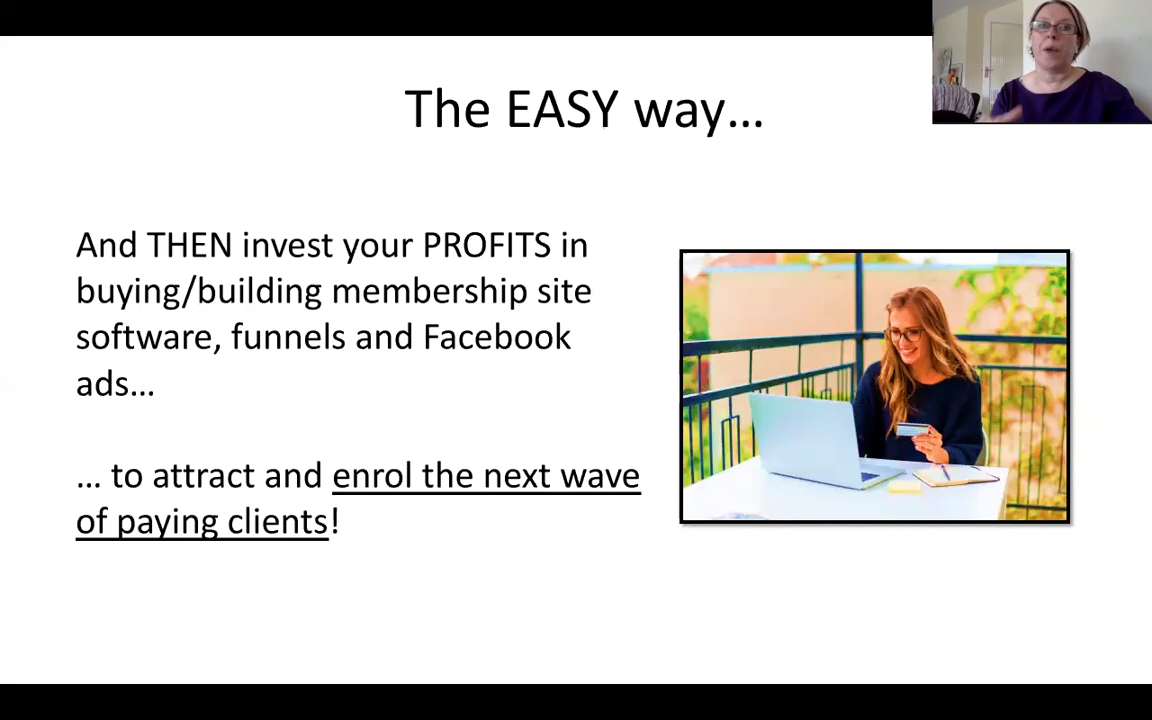 The EASY way...
And THEN invest your PROFITS in
buying/building membership site
software, funnels and Facebook
ads...
... to attract and enrol the next wave
of paying clients!